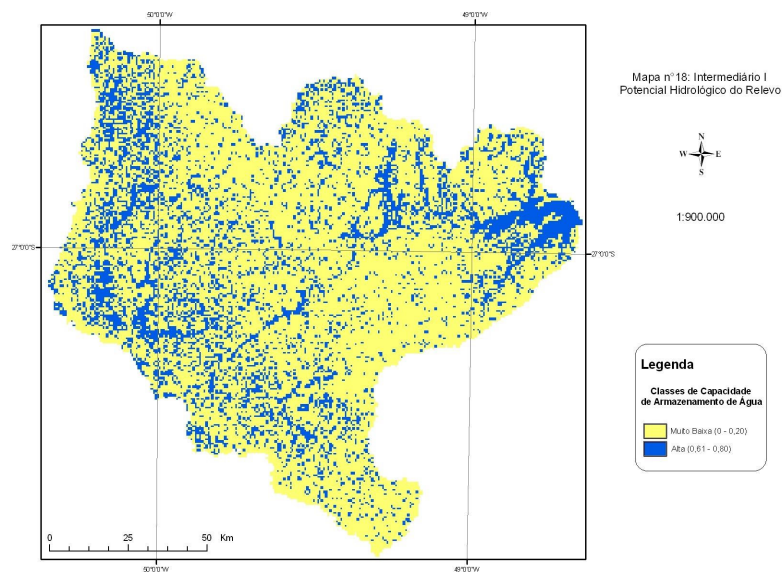 50°0'0"W
49°0'0"W
Mapa n°18: Intermediário I
Potencial Hidrológico do Relevo
N
W
E
S
1:900.000
27°0'0"S
27°0'0"S
Legenda
Classes de Capacidade
de Armazenamento de Água
Muito Baixa (0 - 0,20)
Alta (0,61 - 0,80)
0 25 50 Km
50°0'0"W
49°0'0"W